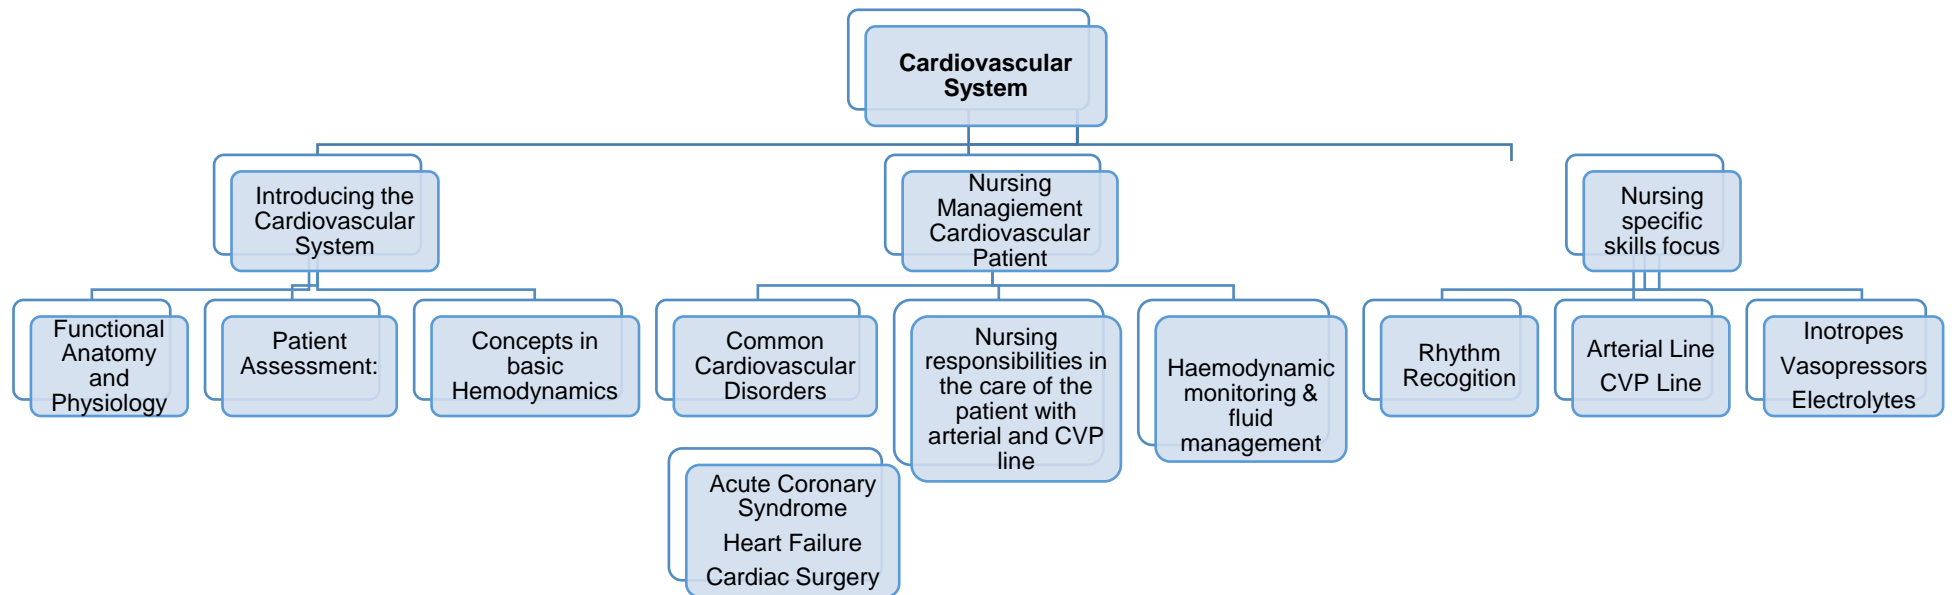 Cardiovascular
System
Introducing the
Cardiovascular
System
Nursing
Managiement
Cardiovascular
Patient
Nursing
specific
skills focus
Functional
Anatomy
and
Physiology
Patient
Assessment:
Concepts in
basic
Hemodynamics
Common
Cardiovascular
Disorders
Nursing
responsibilities in
the care of the
patient with
arterial and CVP
line
Haemodynamic
monitoring &
fluid
management
Rhythm
Recogition
Arterial Line
CVP Line
Inotropes
Vasopressors
Electrolytes
Acute Coronary
Syndrome
Heart Failure
Cardiac Surgery